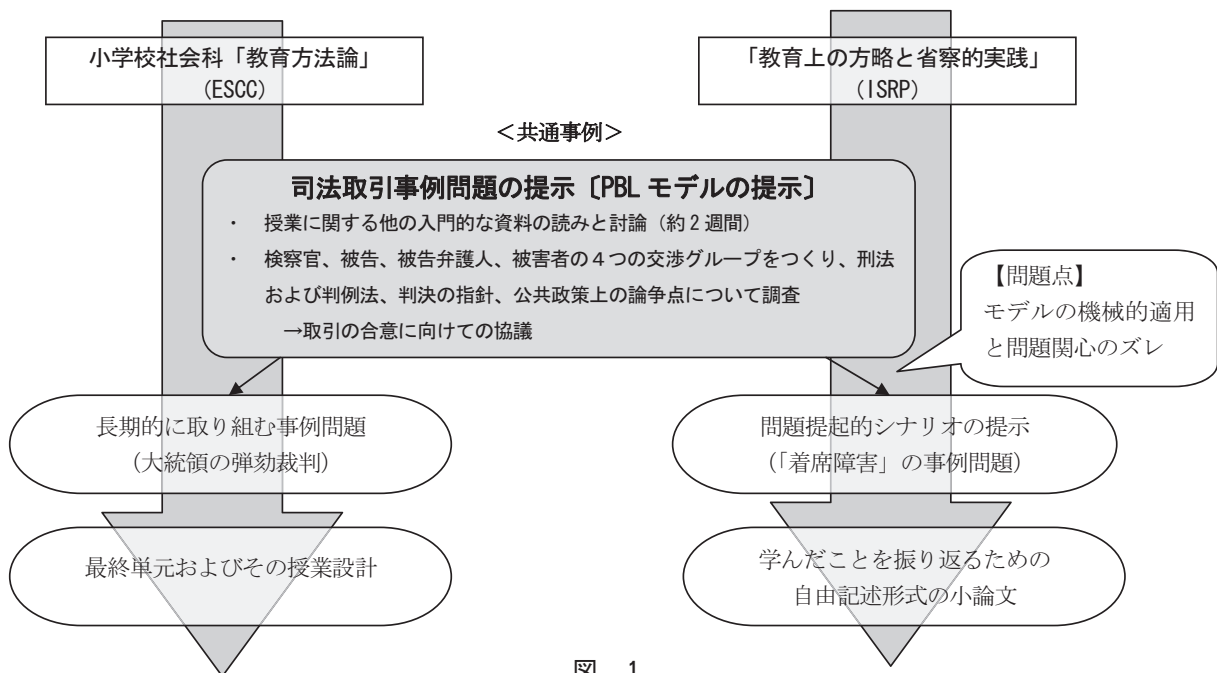 小学校社会科「教育方法論」
(ESCC)
「教育上の方略と省察的実践」
(ISRP)
＜共通事例＞
司法取引事例問題の提示〔PBL モデルの提示〕
・ 授業に関する他の入門的な資料の読みと討論（約２週間）
・ 検察官、被告、被告弁護人、被害者の４つの交渉グループをつくり、刑法
および判例法、判決の指針、公共政策上の論争点について調査
→取引の合意に向けての協議
【問題点】
モデルの機械的適用
と問題関心のズレ
長期的に取り組む事例問題
（大統領の弾劾裁判）
問題提起的シナリオの提示
（「着席障害」の事例問題）
最終単元およびその授業設計
学んだことを振り返るための
自由記述形式の小論文
図 1